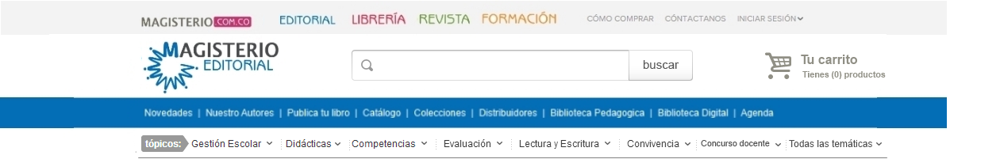 MAGISTERIO COM.CO EDITORIAL LIBRERÍA REVISTA FORMACIÓN CÓMO COMPRAR CÓNTACTANOS INICIAR SESIÓN
MAGISTERIO
EDITORIAL
buscar
Tu carrito
Tienes (0) productos
Novedades | Nuestro Autores | Publica tu libro | Catálogo | Colecciones | Distribuidores | Biblioteca Pedagogica | Biblioteca Digital | Agenda
tópicos: Gestión Escolar Didácticas Competencias Evaluación Lectura y Escritura Convivencia Concurso docente Todas las temáticas